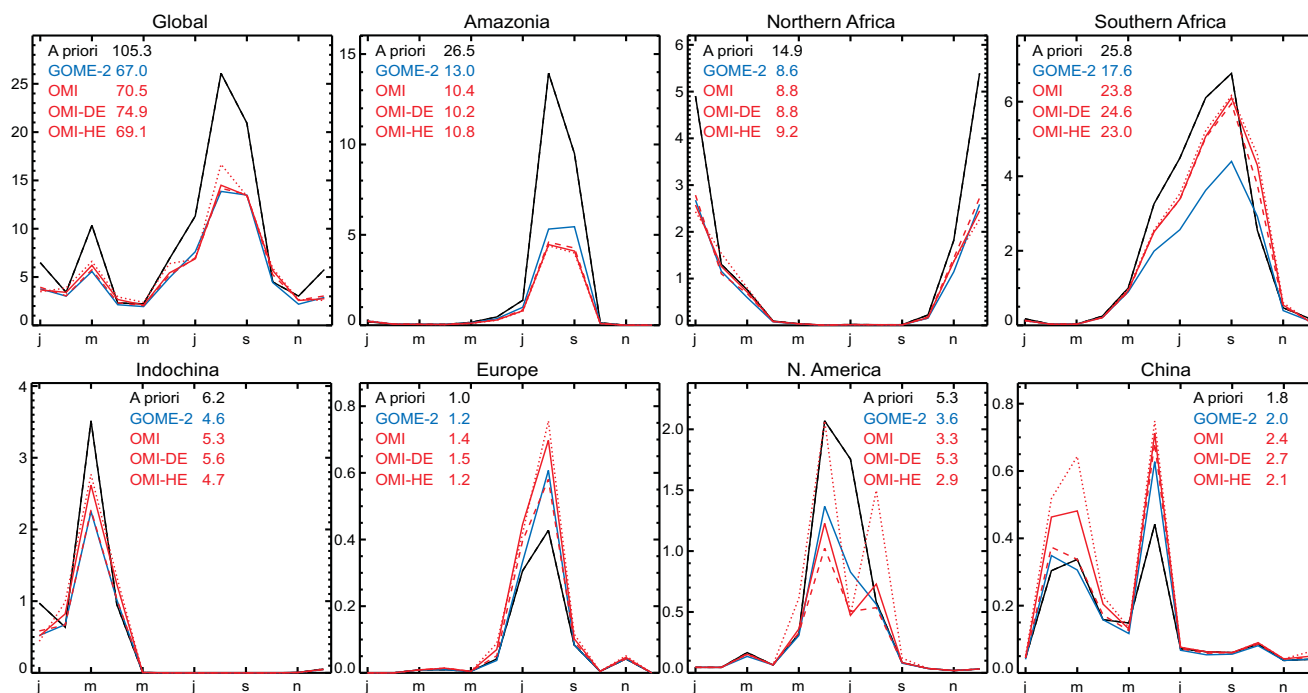 Global
A priori 105.3
GOME-2 67.0
OMI 70.5
OMI-DE 74.9
OMI-HE 69.1
30
25
20
15
10
5
0
j m m j s n
Amazonia
A priori 26.5
GOME-2 13.0
OMI 10.4
OMI-DE 10.2
OMI-HE 10.8
15
10
5
0
j m m j s n
Northern Africa
A priori 14.9
GOME-2 8.6
OMI 8.8
OMI-DE 8.8
OMI-HE 9.2
6
5
4
3
2
1
0
j m m j s n
Southern Africa
A priori 25.8
GOME-2 17.6
OMI 23.8
OMI-DE 24.6
OMI-HE 23.0
6
4
2
0
j m m j s n
Indochina
A priori 6.2
GOME-2 4.6
OMI 5.3
OMI-DE 5.6
OMI-HE 4.7
4
3
2
1
0
j m m j s n
Europe
A priori 1.0
GOME-2 1.2
OMI 1.4
OMI-DE 1.5
OMI-HE 1.2
0.8
0.6
0.4
0.2
0.0
j m m j s n
N. America
A priori 5.3
GOME-2 3.6
OMI 3.3
OMI-DE 5.3
OMI-HE 2.9
2.0
1.5
1.0
0.5
0.0
j m m j s n
China
A priori 1.8
GOME-2 2.0
OMI 2.4
OMI-DE 2.7
OMI-HE 2.1
0.8
0.6
0.4
0.2
0.0
j m m j s n